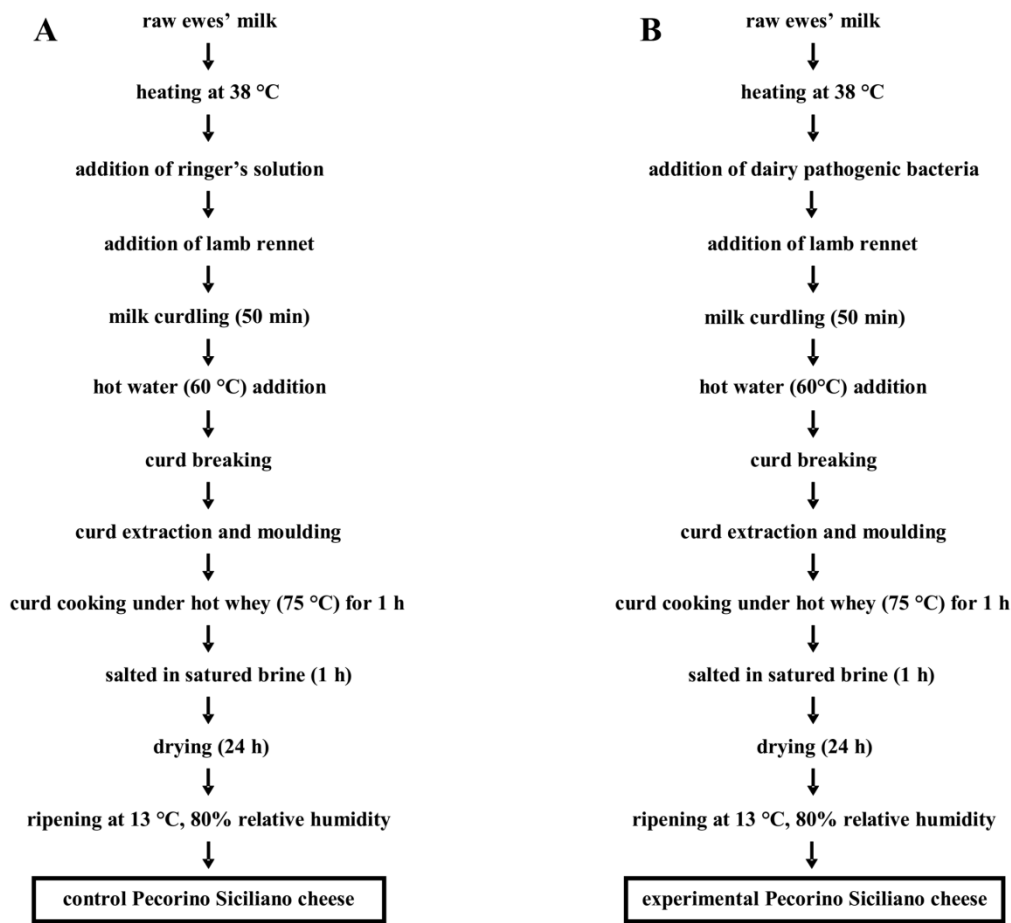 A
raw ewes’ milk
heating at 38 °C
addition of ringer’s solution
addition of lamb rennet
milk curdling (50 min)
hot water (60 °C) addition
curd breaking
curd extraction and moulding
curd cooking under hot whey (75 °C) for 1 h
salted in satured brine (1 h)
drying (24 h)
ripening at 13 °C, 80% relative humidity
control Pecorino Siciliano cheese
B
raw ewes’ milk
heating at 38 °C
addition of dairy pathogenic bacteria
addition of lamb rennet
milk curdling (50 min)
hot water (60°C) addition
curd breaking
curd extraction and moulding
curd cooking under hot whey (75 °C) for 1 h
salted in satured brine (1 h)
drying (24 h)
ripening at 13 °C, 80% relative humidity
experimental Pecorino Siciliano cheese